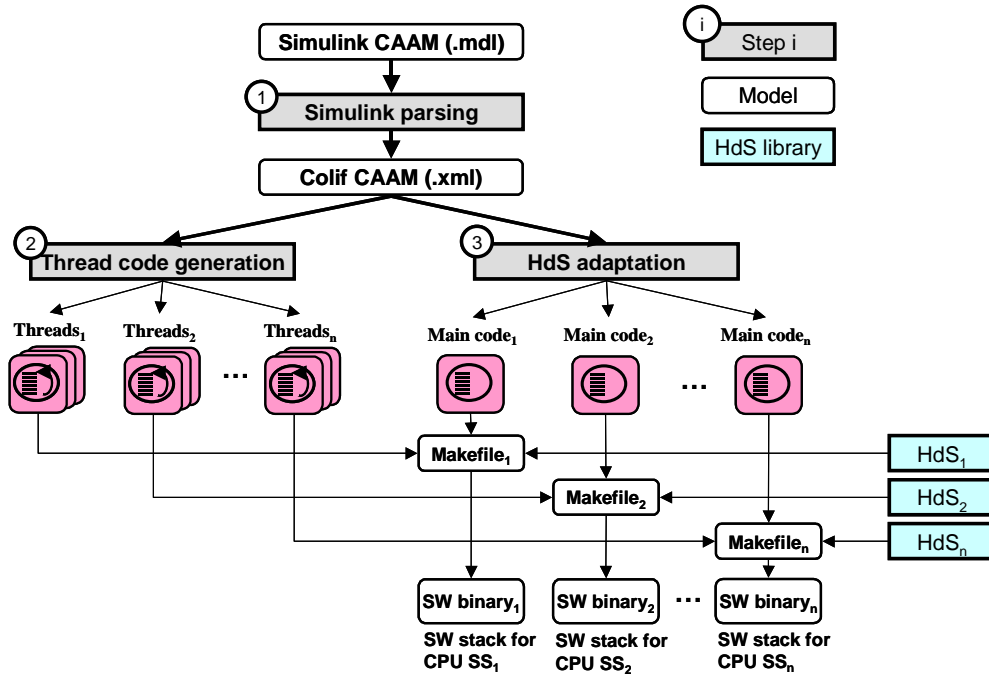 Simulink CAAM (.mdl)
i
Step i
1
Simulink parsing
Model
HdS library
Colif CAAM (.xml)
2
Thread code generation
3
HdS adaptation
Threads1
Threads2
Threadsn
Main code1
Main code2
Main coden
...
...
Makefile1
HdS1
Makefile2
HdS2
Makefilen
HdSn
SW binary1
SW binary2
...
SW binaryn
SW stack for
CPU SS1
SW stack for
CPU SS2
SW stack for
CPU SSn